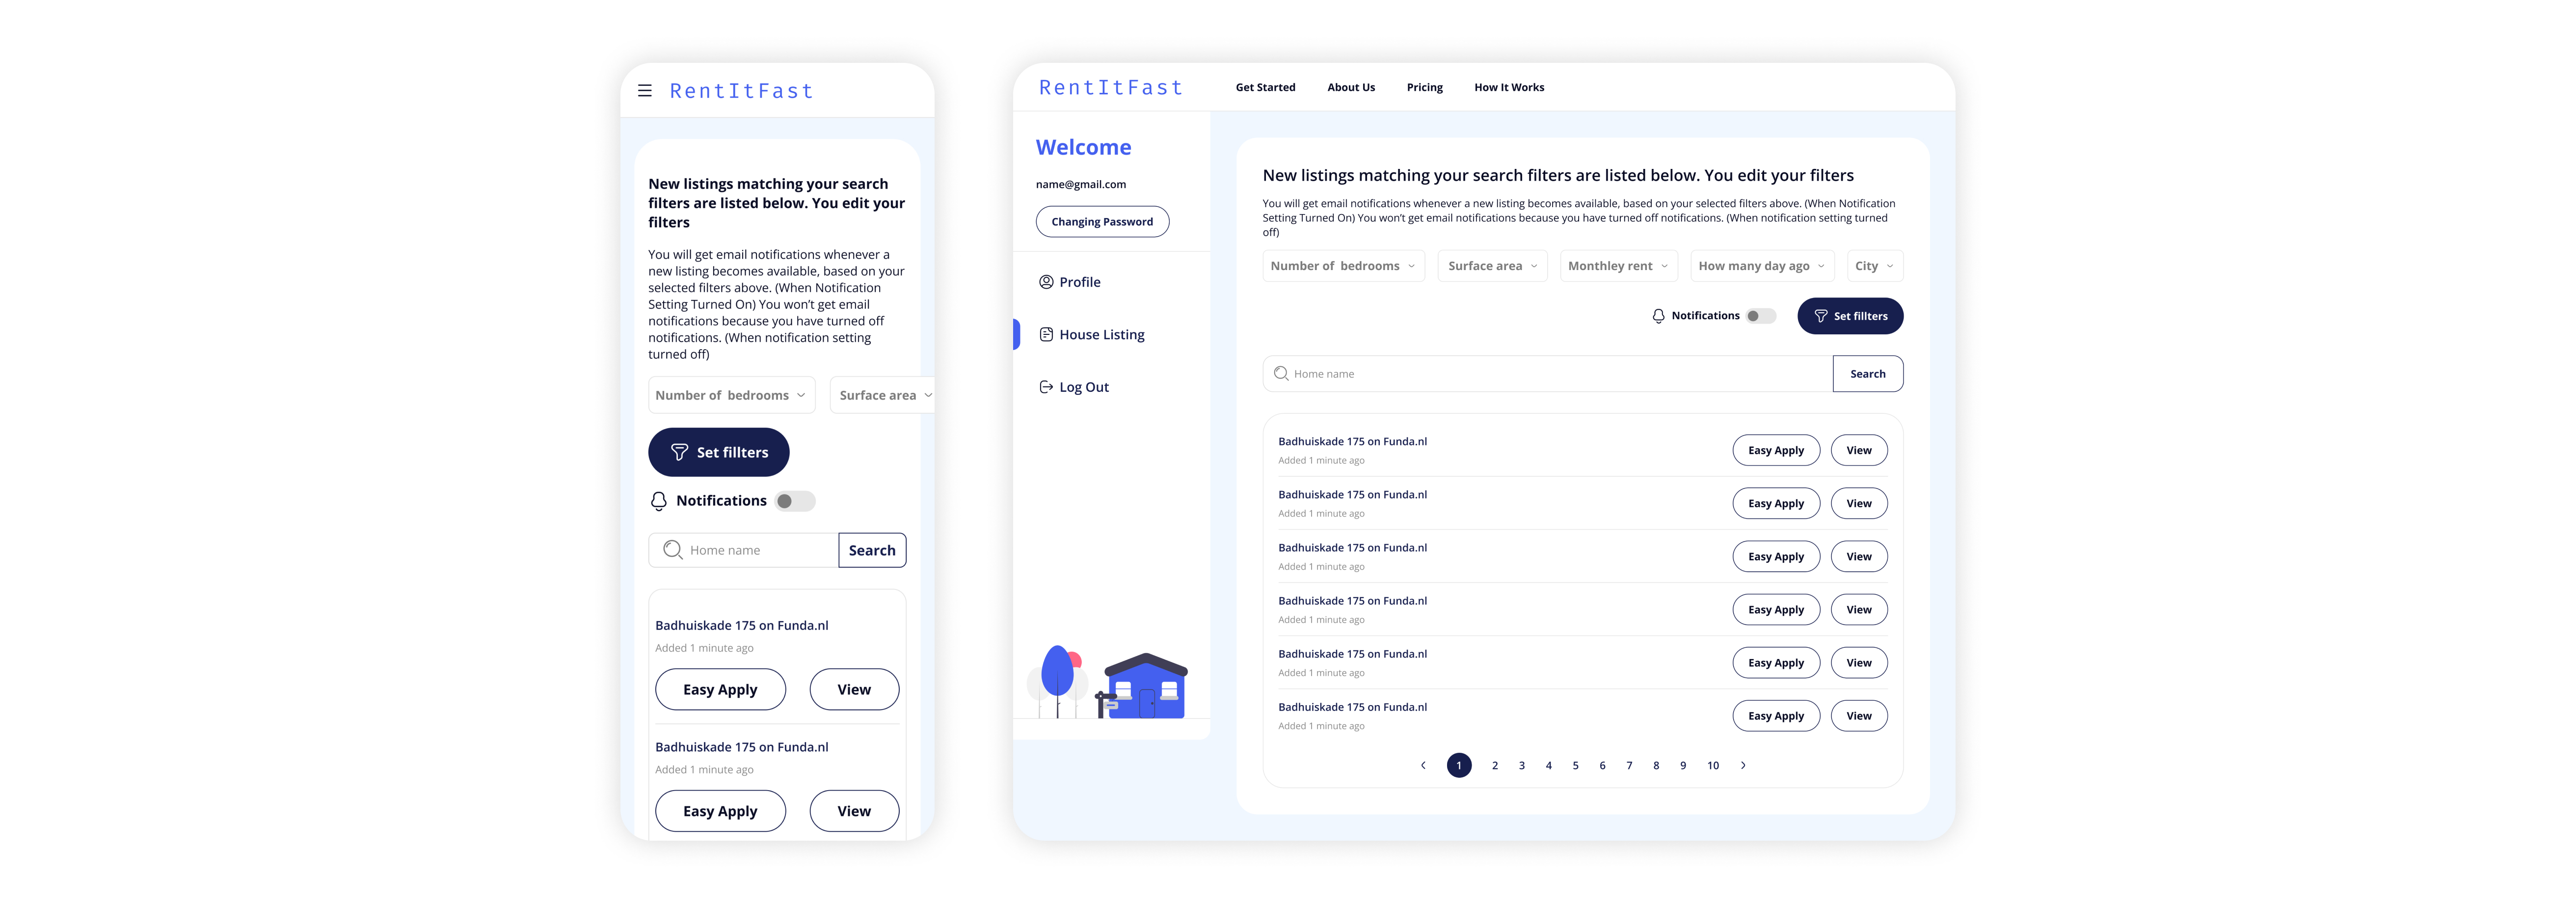 RentItFast
New listings matching your search
filters are listed below. You edit your
filters
You will get email notifications whenever a
new listing becomes available, based on your
selected filters above. (When Notification
Setting Turned On) You won't get email
notifications because you have turned off
notifications. (When notification setting
turned off)
Number of bedrooms
Surface area
Set fillters
Notifications
Home name
Search
Badhuiskade 175 on Funda.nl
Added 1 minute ago
Easy Apply
View
Badhuiskade 175 on Funda.nl
Added 1 minute ago
Easy Apply
View
RentItFast
Get Started
About Us
Pricing
How It Works
Welcome
name@gmail.com
Changing Password
Profile
House Listing
Log Out
New listings matching your search filters are listed below. You edit your filters
You will get email notifications whenever a new listing becomes available, based on your selected filters above. (When Notification
Setting Turned On) You won't get email notifications because you have turned off notifications. (When notification setting turned
off)
Number of bedrooms
Surface area
Monthley rent
How many day ago
City
Notifications
Set fillters
Home name
Search
Badhuiskade 175 on Funda.nl
Added 1 minute ago
Easy Apply
View
Badhuiskade 175 on Funda.nl
Added 1 minute ago
Easy Apply
View
Badhuiskade 175 on Funda.nl
Added 1 minute ago
Easy Apply
View
Badhuiskade 175 on Funda.nl
Added 1 minute ago
Easy Apply
View
Badhuiskade 175 on Funda.nl
Added 1 minute ago
Easy Apply
View
Badhuiskade 175 on Funda.nl
Added 1 minute ago
Easy Apply
View
1 2 3 4 5 6 7 8 9 10